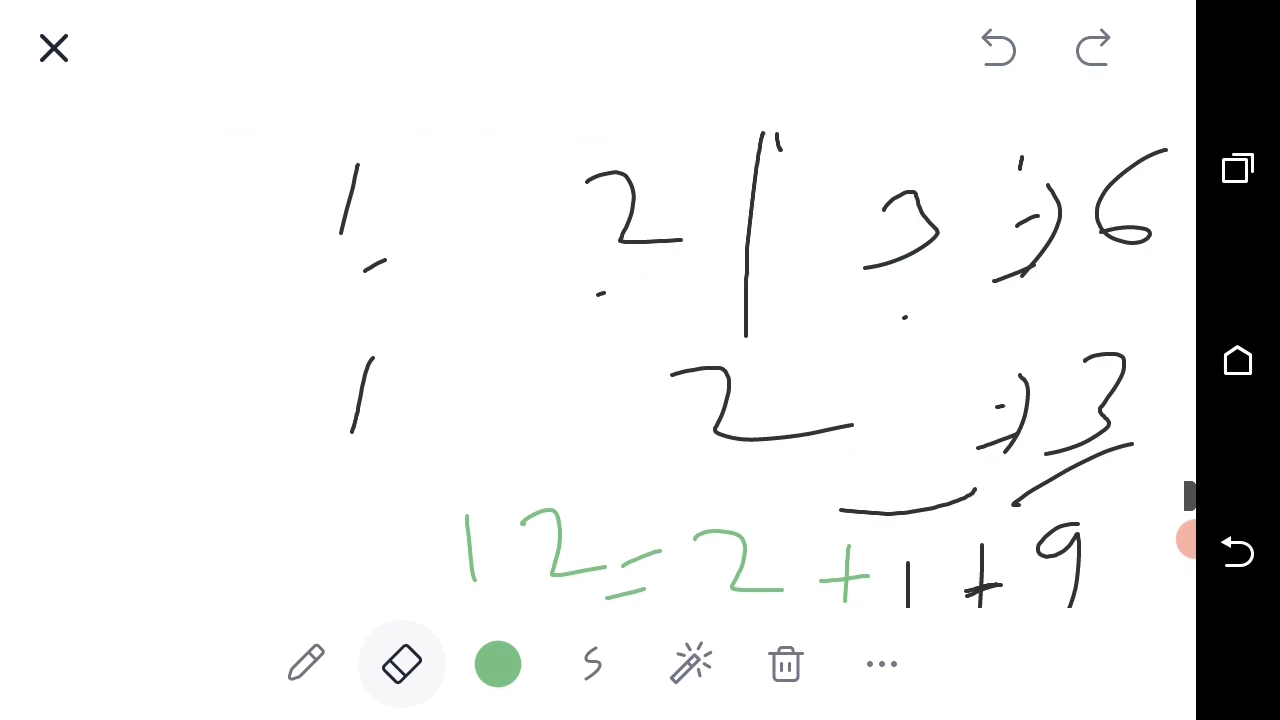 1 2 | 3 ; 6
1 2 ; 3
12 = 2 + 1 + 9